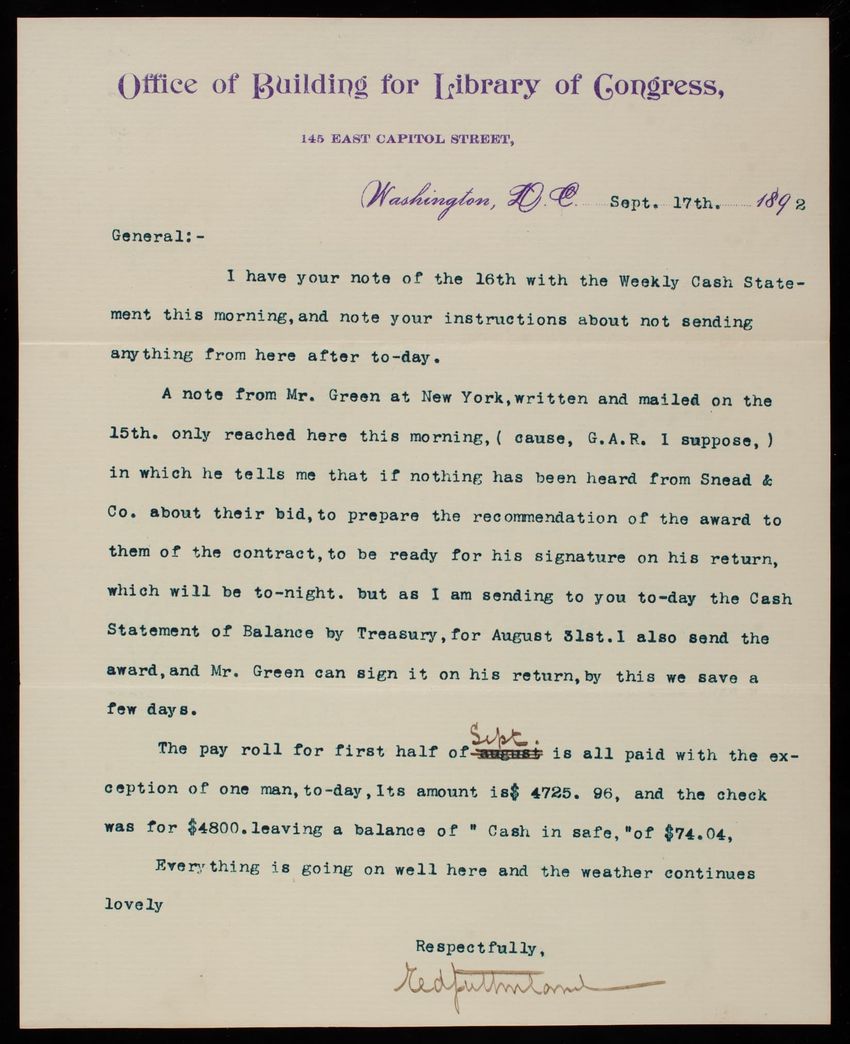 Office of Building for Library of Congress,
145 EAST CAPITOL STREET,
Washington, D. C. Sept. 17th. 1892
General:-
I have your note of the 16th with the Weekly Cash State-
ment this morning,and note your instructions about not sending
anything from here after to-day.
A note from Mr. Green at New York,written and mailed on the
15th. only reached here this morning,( cause, G.A.R. I suppose, )
in which he tells me that if nothing has been heard from Snead &
Co. about their bid,to prepare the recommendation of the award to
them of the contract,to be ready for his signature on his return,
which will be to-night. but as I am sending to you to-day the Cash
Statement of Balance by Treasury,for August 31st.I also send the
award,and Mr. Green can sign it on his return,by this we save a
few days.
Sept.
The pay roll for first half of august is all paid with the ex-
ception of one man,to-day,Its amount is$ 4725. 96, and the check
was for $4800.leaving a balance of " Cash in safe,"of $74.04,
Everything is going on well here and the weather continues
lovely
Respectfully,